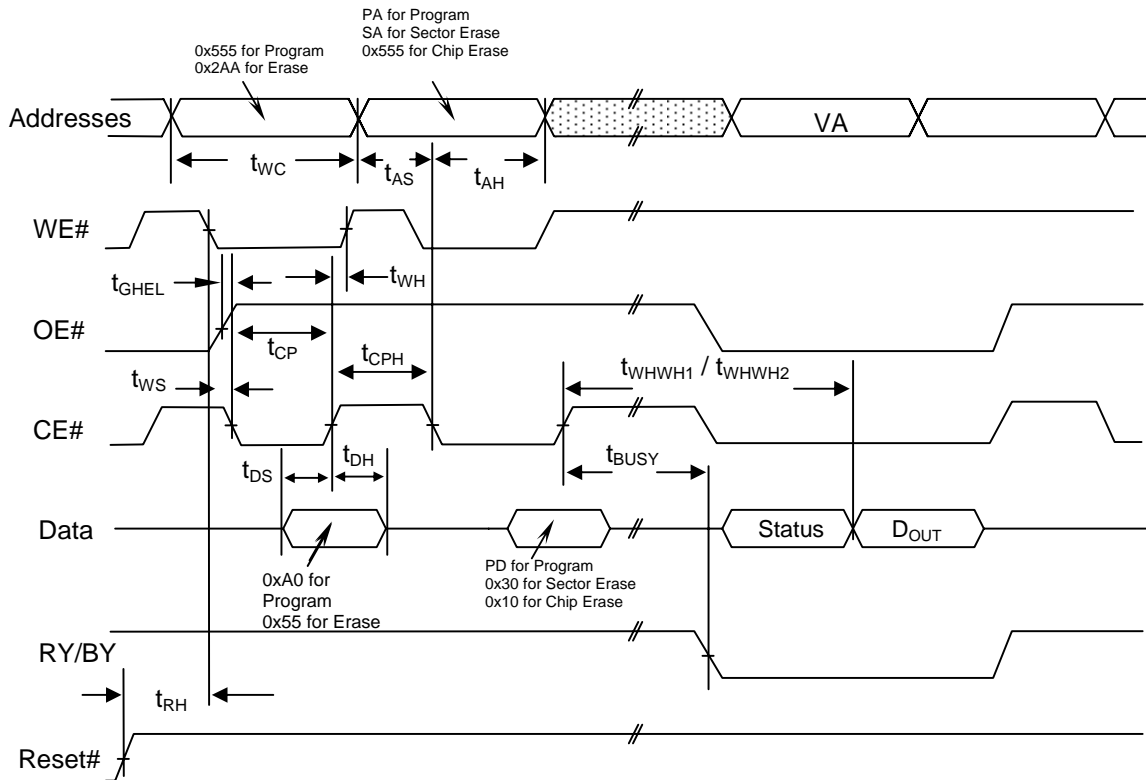 PA for Program
SA for Sector Erase
0x555 for Chip Erase
0x555 for Program
0x2AA for Erase
Addresses
VA
tWC
tAS
tAH
WE#
tGHEL
tWH
OE#
tCP
tCPH
tWHWH1 / tWHWH2
tWS
CE#
tDS
tDH
tBUSY
Data
Status
DOUT
0xA0 for
Program
0x55 for Erase
PD for Program
0x30 for Sector Erase
0x10 for Chip Erase
RY/BY
tRH
Reset#